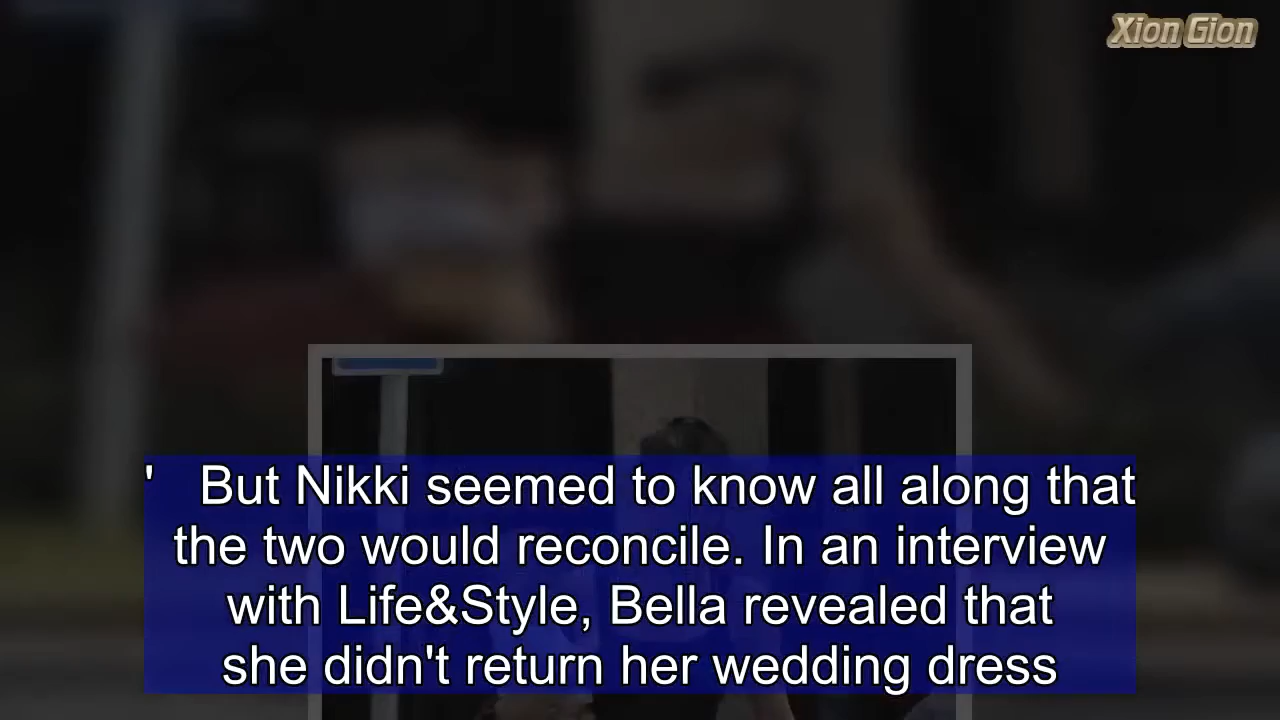 Xion Gion
' But Nikki seemed to know all along that
the two would reconcile. In an interview
with Life&Style, Bella revealed that
she didn't return her wedding dress